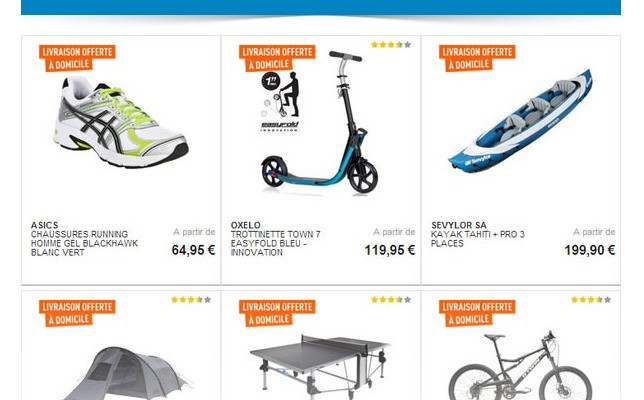 LIVRAISON OFFERTE
À DOMICILE
ASICS
CHAUSSURES RUNNING
HOMME GEL BLACKHAWK
BLANC VERT
A partir de
64,95 €
LIVRAISON OFFERTE
À DOMICILE
1"
easyfold
INNOVATION
OXELO
TROTTINETTE TOWN 7
EASYFOLD BLEU -
INNOVATION
A partir de
119,95 €
LIVRAISON OFFERTE
À DOMICILE
SEVYLOR SA
KAYAK TAHITI + PRO 3
PLACES
A partir de
199,90 €
LIVRAISON OFFERTE
À DOMICILE
LIVRAISON OFFERTE
À DOMICILE
LIVRAISON OFFERTE
À DOMICILE